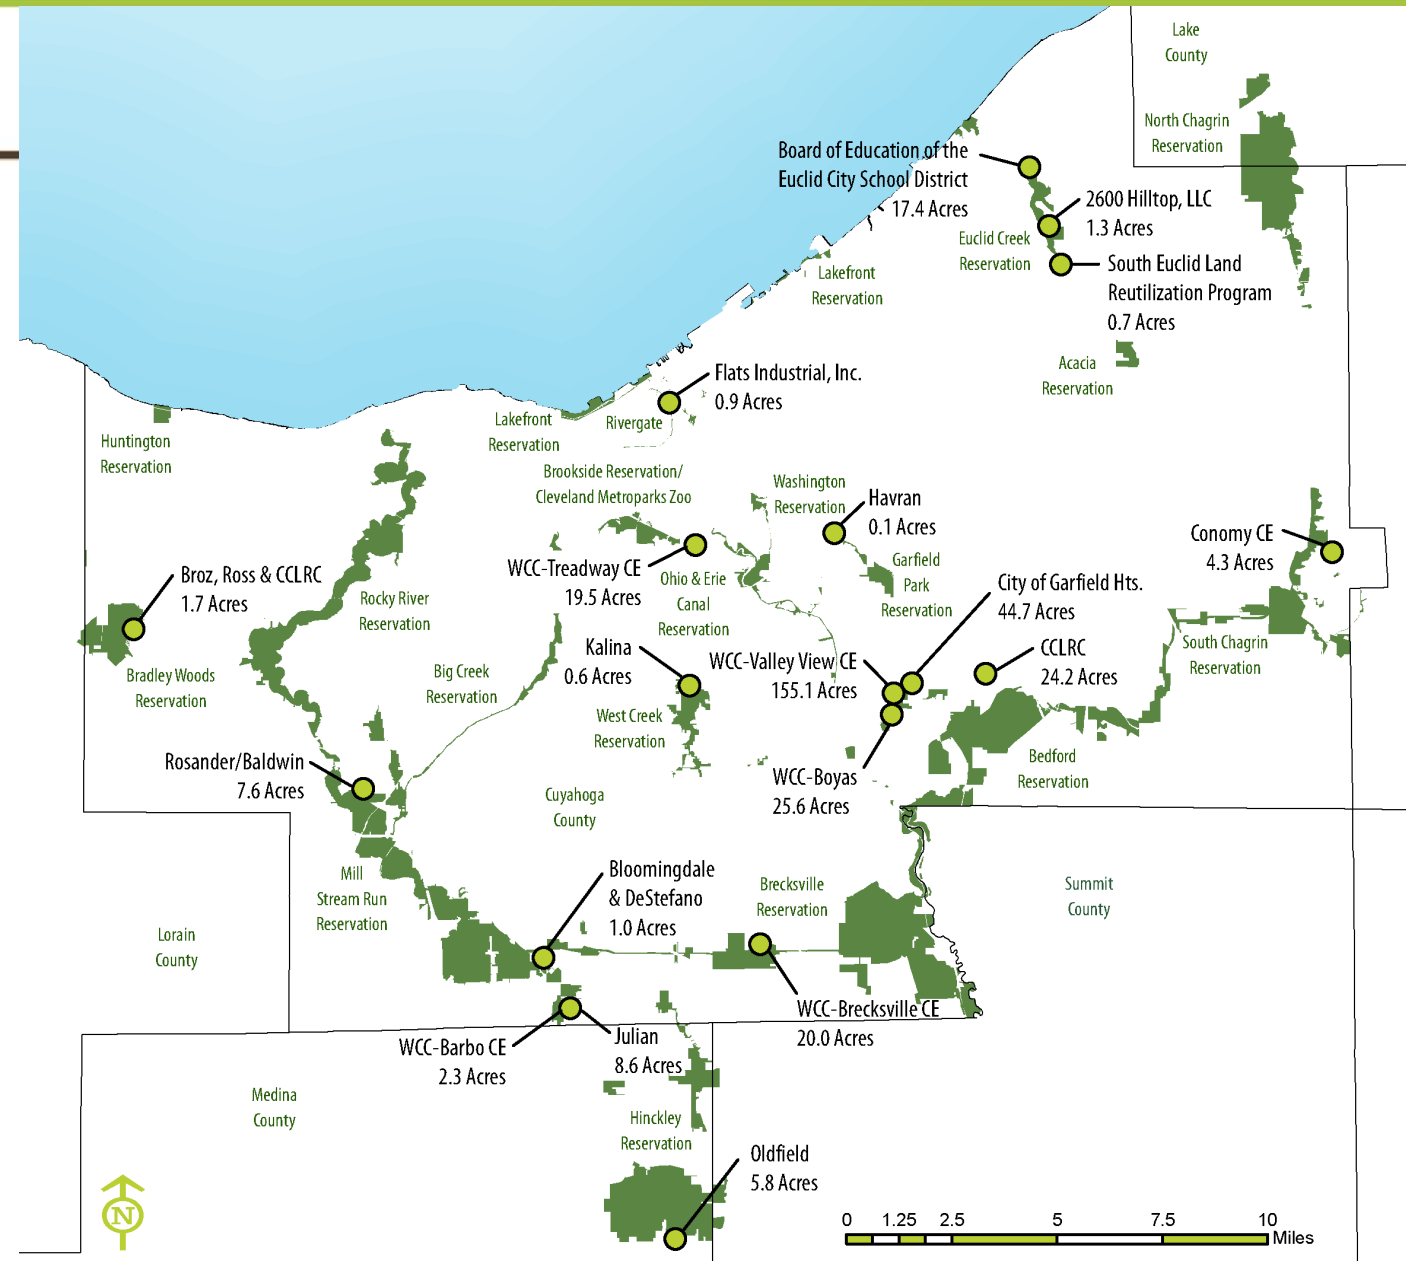 Lake
County
North Chagrin
Reservation
Board of Education of the
Euclid City School District
17.4 Acres
2600 Hilltop, LLC
1.3 Acres
Euclid Creek
Reservation
South Euclid Land
Reutilization Program
0.7 Acres
Lakefront
Reservation
Acacia
Reservation
Flats Industrial, Inc.
0.9 Acres
Lakefront
Reservation
Rivergate
Huntington
Reservation
Brookside Reservation/
Cleveland Metroparks Zoo
Washington
Reservation
Havran
0.1 Acres
Conomy CE
4.3 Acres
WCC-Treadway CE
19.5 Acres
Ohio & Erie
Canal
Reservation
Garfield
Park
Reservation
City of Garfield Hts.
44.7 Acres
Broz, Ross & CCLRC
1.7 Acres
Rocky River
Reservation
Bradley Woods
Reservation
Big Creek
Reservation
Kalina
0.6 Acres
West Creek
Reservation
WCC-Valley View CE
155.1 Acres
CCLRC
24.2 Acres
South Chagrin
Reservation
Rosander/Baldwin
7.6 Acres
WCC-Boyas
25.6 Acres
Bedford
Reservation
Cuyahoga
County
Mill
Stream Run
Reservation
Bloomingdale
& DeStefano
1.0 Acres
Brecksville
Reservation
Summit
County
Lorain
County
WCC-Brecksville CE
20.0 Acres
WCC-Barbo CE
2.3 Acres
Julian
8.6 Acres
Medina
County
Hinckley
Reservation
Oldfield
5.8 Acres
N
0 1.25 2.5 5 7.5 10
Miles